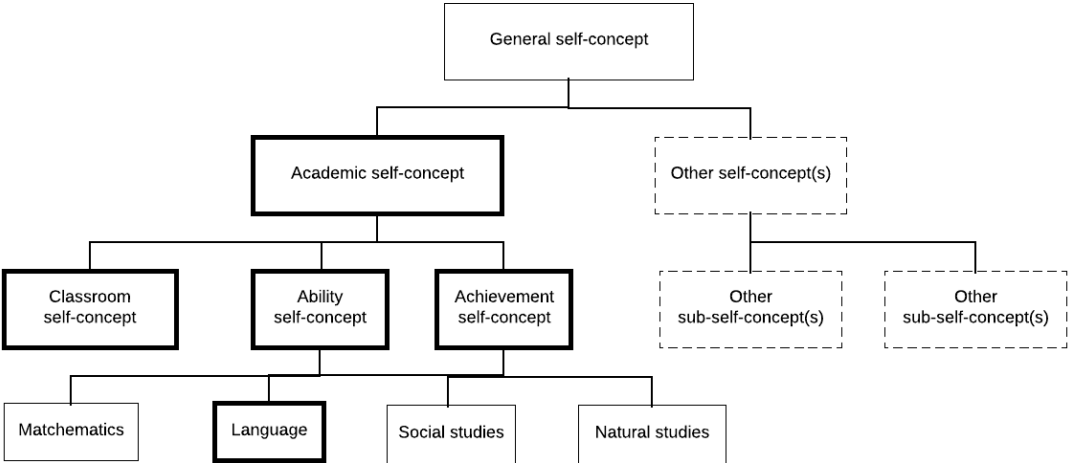 General self-concept
Academic self-concept
Other self-concept(s)
Classroom
self-concept
Ability
self-concept
Achievement
self-concept
Other
sub-self-concept(s)
Other
sub-self-concept(s)
Matchematics
Language
Social studies
Natural studies